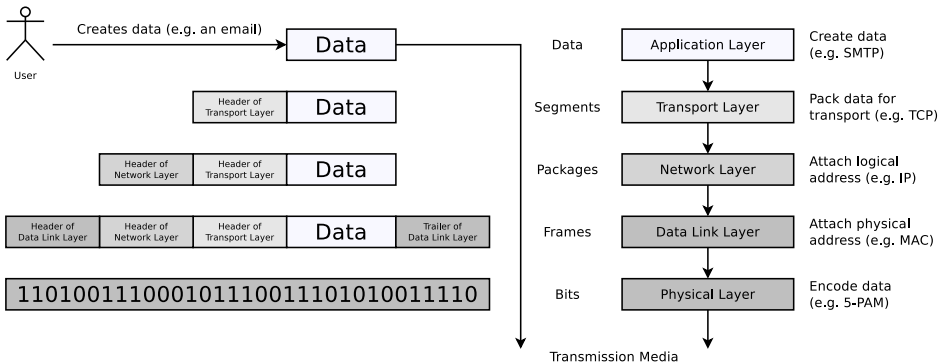 Creates data (e.g. an email)
User
Data
Data
Application Layer
Create data
(e.g. SMTP)
Header of
Transport Layer
Data
Segments
Transport Layer
Pack data for
transport (e.g. TCP)
Header of
Network Layer
Header of
Transport Layer
Data
Packages
Network Layer
Attach logical
address (e.g. IP)
Header of
Data Link Layer
Header of
Network Layer
Header of
Transport Layer
Data
Trailer of
Data Link Layer
Frames
Data Link Layer
Attach physical
address (e.g. MAC)
110100111000101110011101010011110
Bits
Physical Layer
Encode data
(e.g. 5-PAM)
Transmission Media